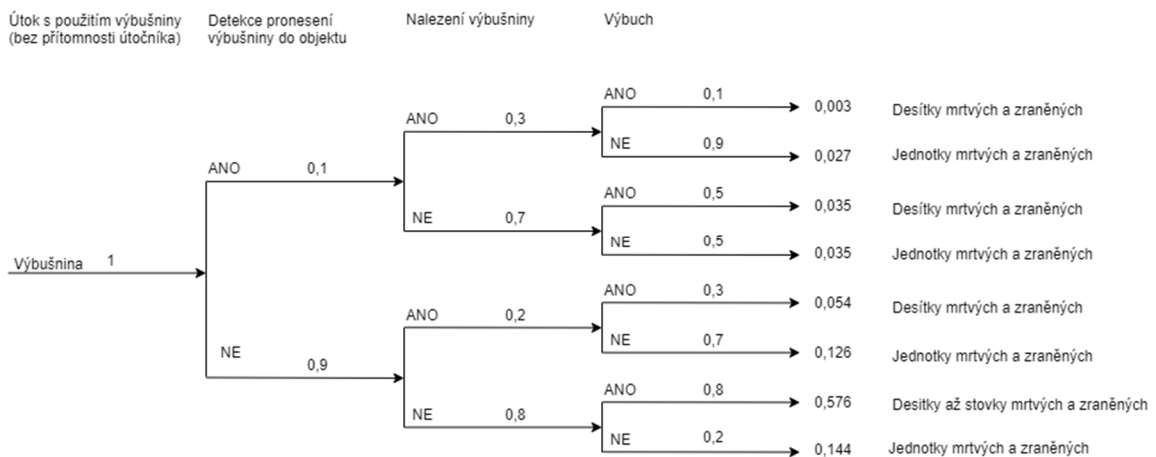 Útok s použitím výbušniny
(bez přítomnosti útočníka)
Detekce pronesení
výbušniny do objektu
Nalezení výbušniny
Výbuch
ANO 0,1
0,003 Desítky mrtvých a zraněných
ANO 0,3
NE 0,9
0,027 Jednotky mrtvých a zraněných
ANO 0,1
ANO 0,5
0,035 Desítky mrtvých a zraněných
NE 0,7
NE 0,5
0,035 Jednotky mrtvých a zraněných
Výbušnina 1
ANO 0,3
0,054 Desítky mrtvých a zraněných
ANO 0,2
NE 0,7
0,126 Jednotky mrtvých a zraněných
NE 0,9
ANO 0,8
0,576 Desitky až stovky mrtvých a zraněných
NE 0,8
NE 0,2
0,144 Jednotky mrtvých a zraněných